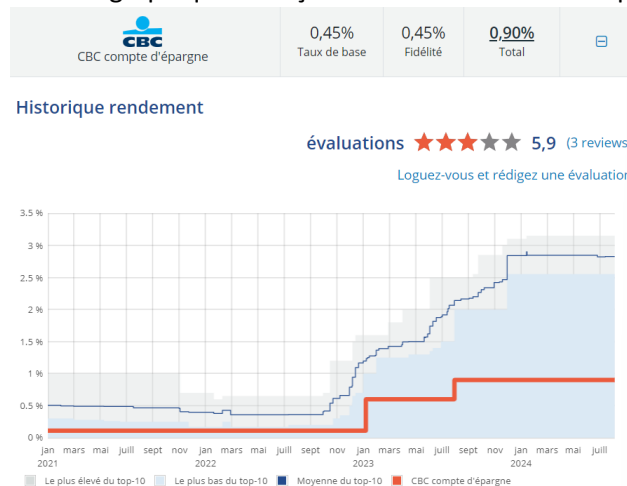 CBC
CBC compte d'épargne
0,45%
Taux de base
0,45%
Fidélité
0,90%
Total
Historique rendement
évaluations 5,9 (3 reviews
Loguez-vous et rédigez une évaluation
3.5 %
3 %
2.5 %
2 %
1.5 %
1 %
0.5 %
0 %
jan mars mai juill sept nov jan mars mai juill sept nov jan mars mai juill sept nov jan mars mai juill
2021 2022 2023 2024
Le plus élevé du top-10 Le plus bas du top-10 Moyenne du top-10 CBC compte d'épargne